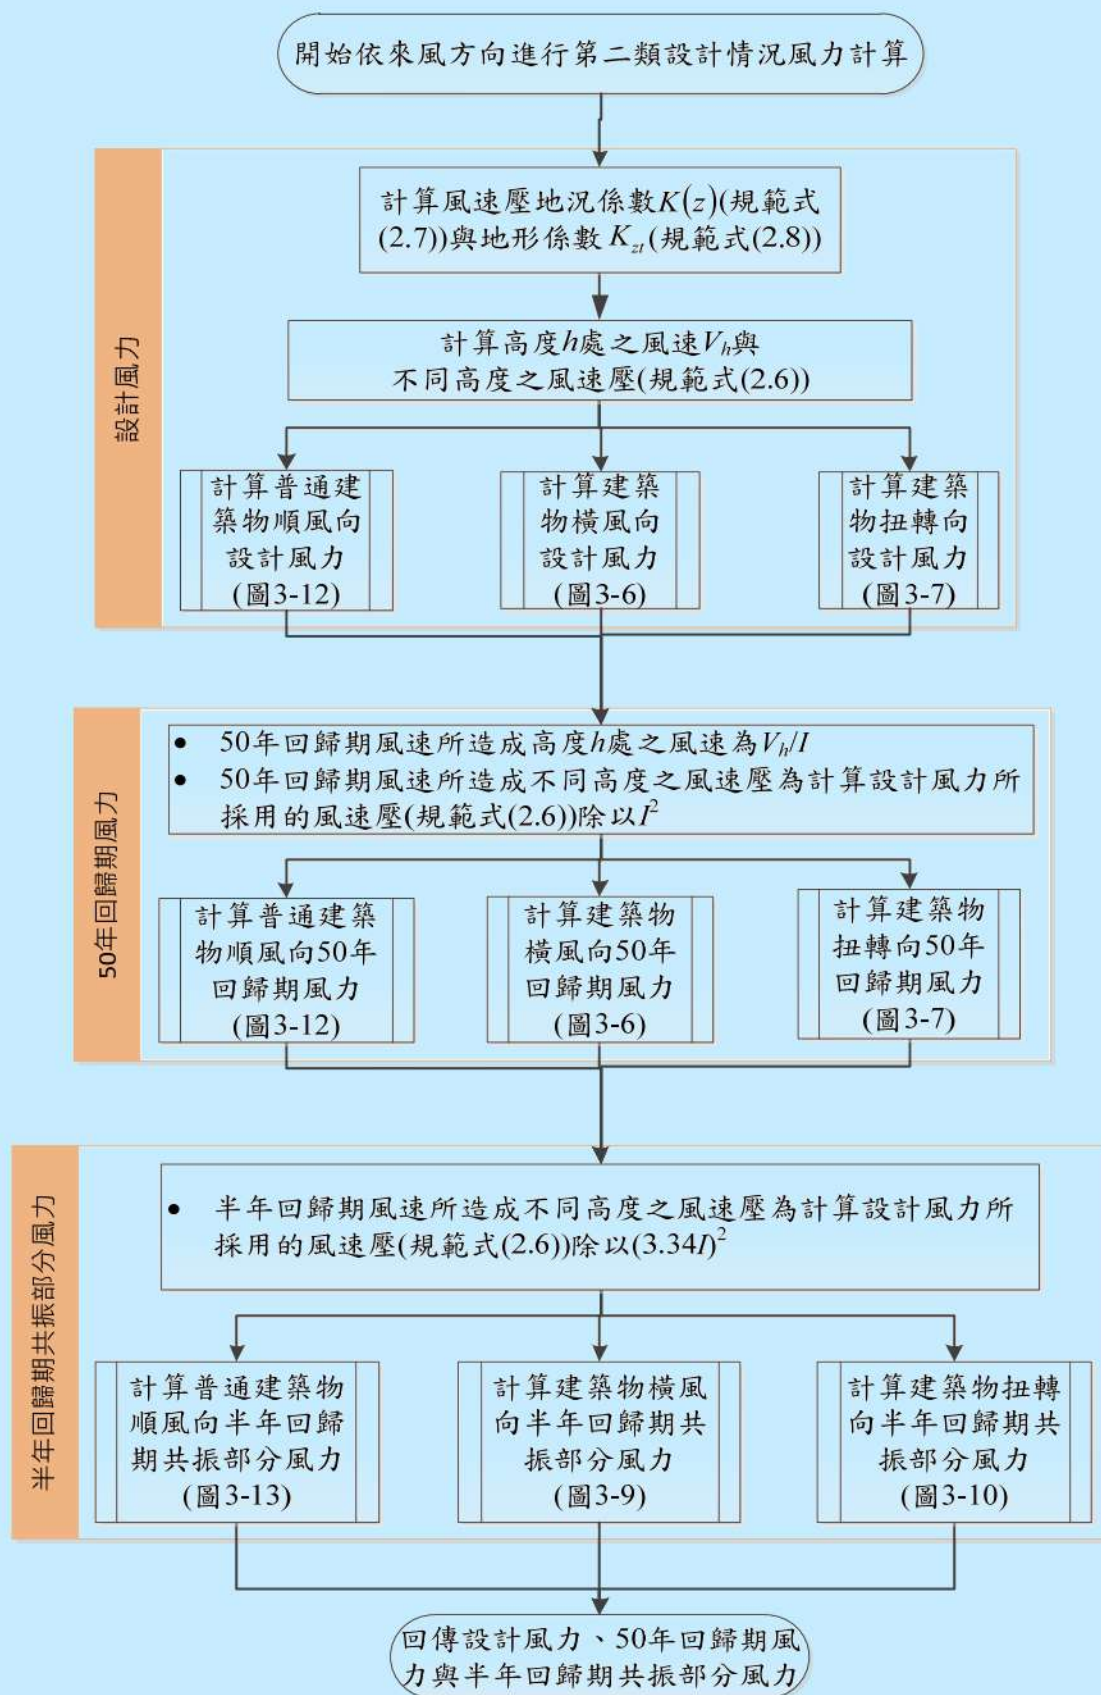 開始依來風方向進行第二類設計情況風力計算
設計風力
計算風速壓地況係數K(z)(規範式
(2.7))與地形係數K_{zt}(規範式(2.8))
計算高度h處之風速V_h與
不同高度之風速壓(規範式(2.6))
計算普通建
築物順風向
設計風力
(圖3-12)
計算建築
物橫風向
設計風力
(圖3-6)
計算建築
物扭轉向
設計風力
(圖3-7)
50年回歸期風力
• 50年回歸期風速所造成高度h處之風速為V_h/I
• 50年回歸期風速所造成不同高度之風速壓為計算設計風力所
採用的風速壓(規範式(2.6))除以I²
計算普通建築
物順風向50年
回歸期風力
(圖3-12)
計算建築物
橫風向50年
回歸期風力
(圖3-6)
計算建築物
扭轉向50年
回歸期風力
(圖3-7)
半年回歸期共振部分風力
• 半年回歸期風速所造成不同高度之風速壓為計算設計風力所
採用的風速壓(規範式(2.6))除以(3.34I)²
計算普通建築物
順風向半年回歸
期共振部分風力
(圖3-13)
計算建築物橫風
向半年回歸期共
振部分風力
(圖3-9)
計算建築物扭轉
向半年回歸期共
振部分風力
(圖3-10)
回傳設計風力、50年回歸期風
力與半年回歸期共振部分風力